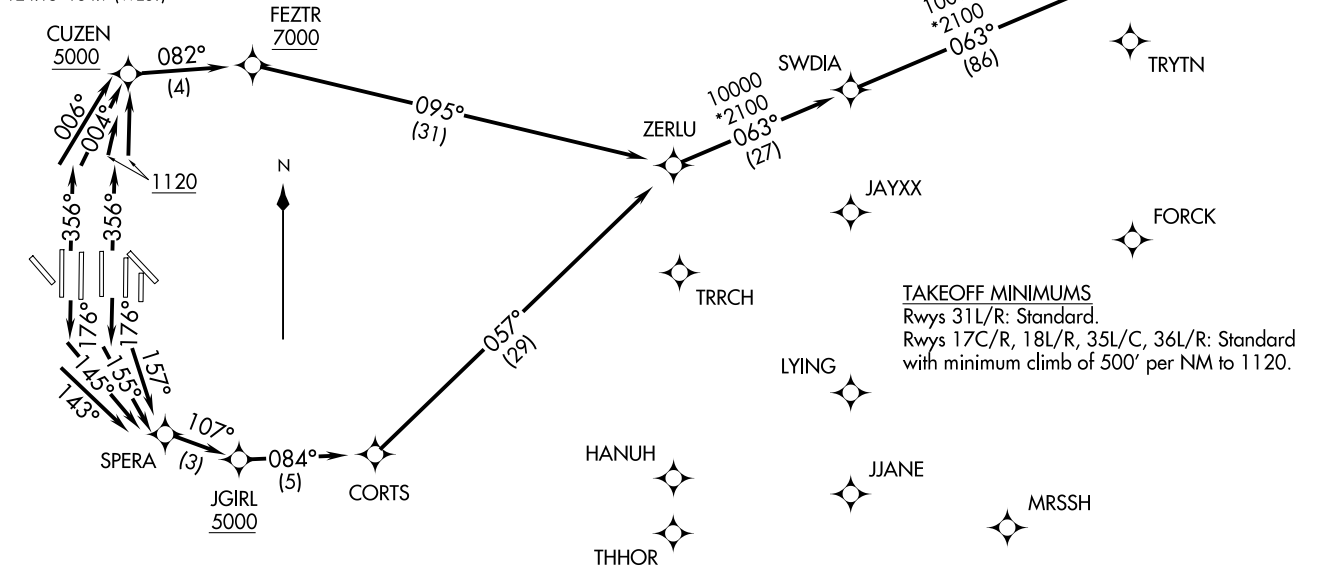 FEZTR
7000
CUZEN
5000
082°
(4)
006°
004°
1120
356°
356°
N
095°
(31)
ZERLU
10000
*2100
063°
(27)
SWDIA
*2100
063°
(86)
TRYTN
JAYXX
FORCK
TRRCH
TAKEOFF MINIMUMS
Rwys 31L/R: Standard.
Rwys 17C/R, 18L/R, 35L/C, 36L/R: Standard
with minimum climb of 500' per NM to 1120.
176°
176°
145°
155°
157°
143°
SPERA
107°
(3)
JGIRL
5000
084°
(5)
CORTS
057°
(29)
LYING
HANUH
JJANE
MRSSH
THHOR